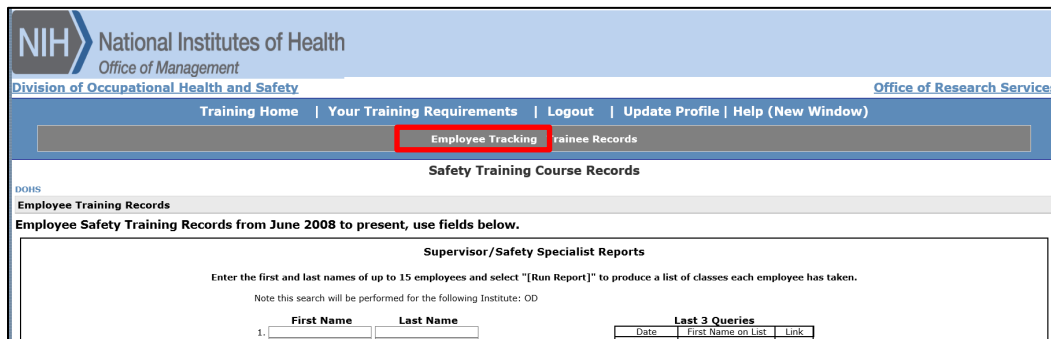 NIH National Institutes of Health
Office of Management
Division of Occupational Health and Safety Office of Research Services
Training Home | Your Training Requirements | Logout | Update Profile | Help (New Window)
Employee Tracking Trainee Records
Safety Training Course Records
DOHS
Employee Training Records
Employee Safety Training Records from June 2008 to present, use fields below.
Supervisor/Safety Specialist Reports
Enter the first and last names of up to 15 employees and select "[Run Report]" to produce a list of classes each employee has taken.
Note this search will be performed for the following Institute: OD
First Name Last Name Last 3 Queries
1. Date First Name on List Link